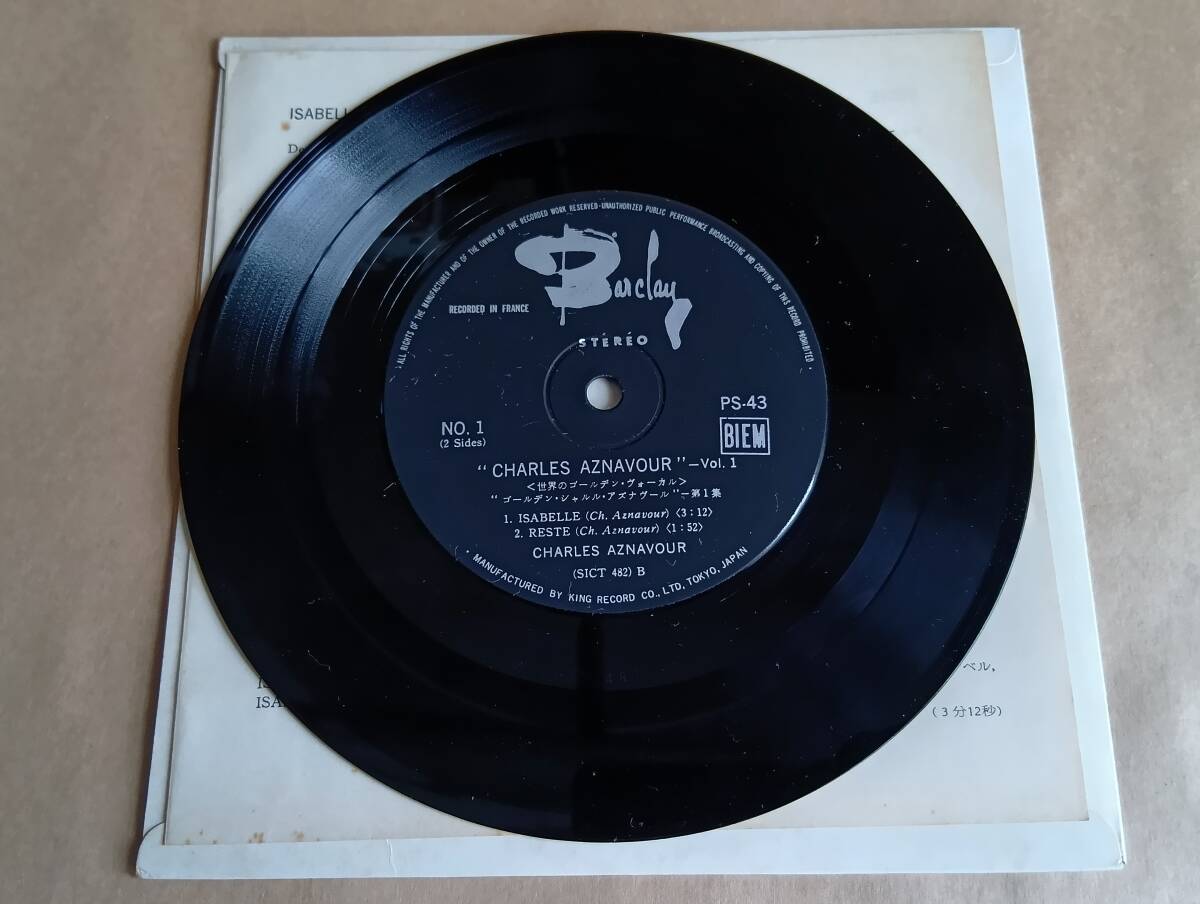 ISABELL
De
· ALL RIGHTS OF THE MANUFACTURER AND OF THE OWNER OF THE RECORDED WORK RESERVED·UNAUTHORIZED PUBLIC PERFORMANCE BROADCASTING AND COPYING OF THIS RECORD PROHIBITED ·
Barclay
RECORDED IN FRANCE
STÉRÉO
PS-43
BIEM
NO. 1
(2 Sides)
“CHARLES AZNAVOUR”—Vol. 1
＜世界のゴールデン・ヴォーカル＞
“ゴールデン・シャルル・アズナヴール”—第1集
1. ISABELLE (Ch. Aznavour) 〈3：12〉
2. RESTE (Ch. Aznavour) 〈1：52〉
CHARLES AZNAVOUR
(SICT 482) B
· MANUFACTURED BY KING RECORD CO., LTD, TOKYO, JAPAN ·
ベル，
ISA
(3分12秒)